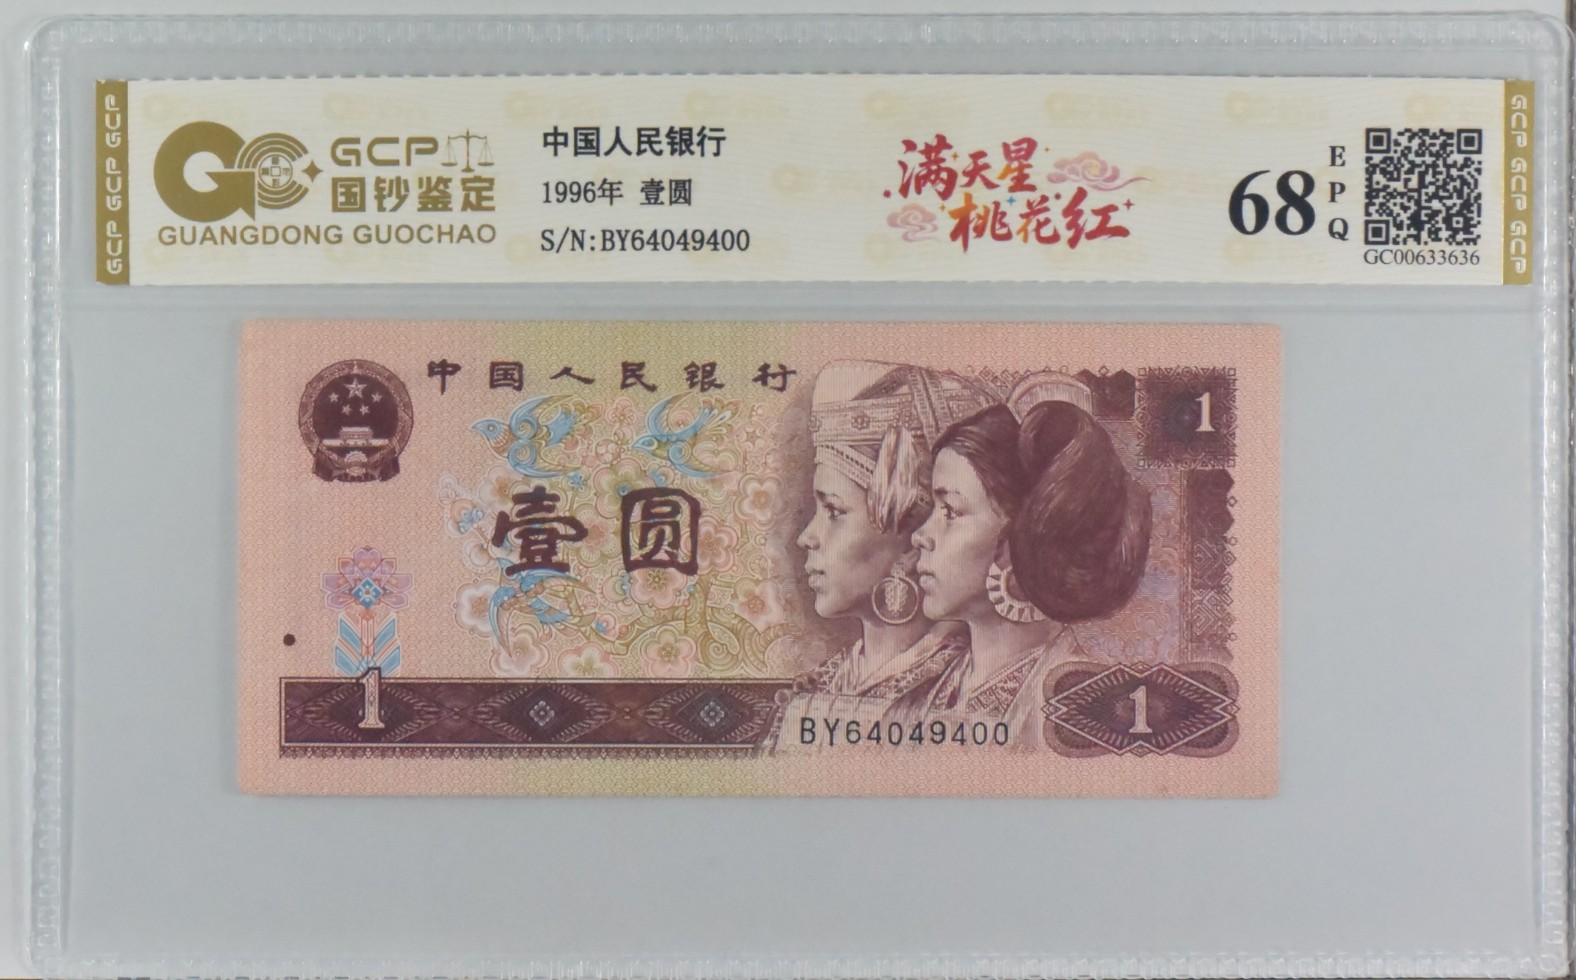 GCP GCP GCP
GCP
国钞鉴定
GUANGDONG GUOCHAO
中国人民银行
1996年 壹圆
S/N:BY64049400
满天星
桃花红
68
EPQ
GC00633636
GCP GCP GCP
中国人民银行
1
壹圆
1
BY64049400
1